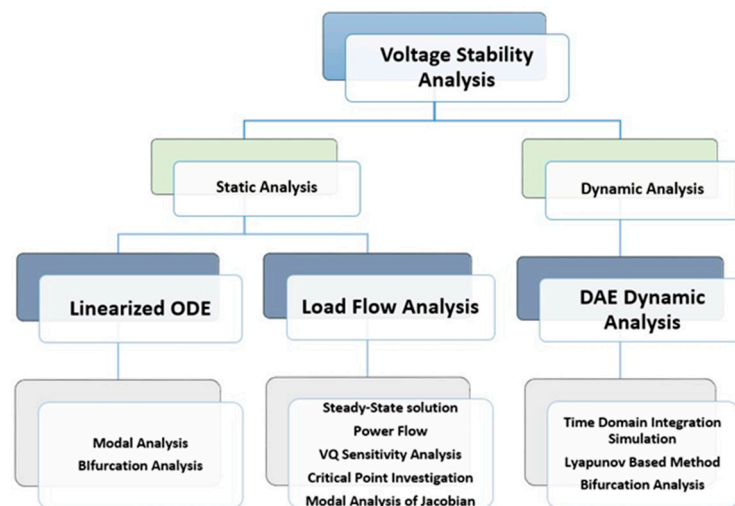 Voltage Stability
Analysis
Static Analysis
Dynamic Analysis
Linearized ODE
Load Flow Analysis
DAE Dynamic
Analysis
Modal Analysis
BIfurcation Analysis
Steady-State solution
Power Flow
VQ Sensitivity Analysis
Critical Point Investigation
Modal Analysis of Jacobian
Time Domain Integration
Simulation
Lyapunov Based Method
Bifurcation Analysis